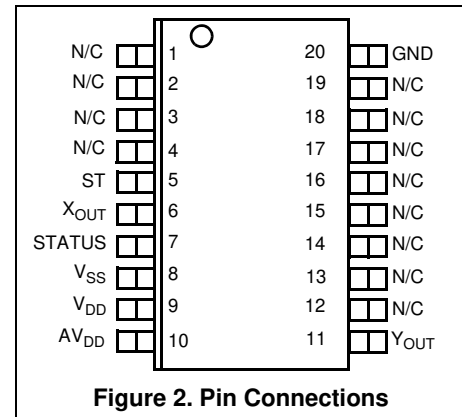 N/C 1 20 GND
N/C 2 19 N/C
N/C 3 18 N/C
N/C 4 17 N/C
ST 5 16 N/C
XOUT 6 15 N/C
STATUS 7 14 N/C
VSS 8 13 N/C
VDD 9 12 N/C
AVDD 10 11 YOUT
Figure 2. Pin Connections